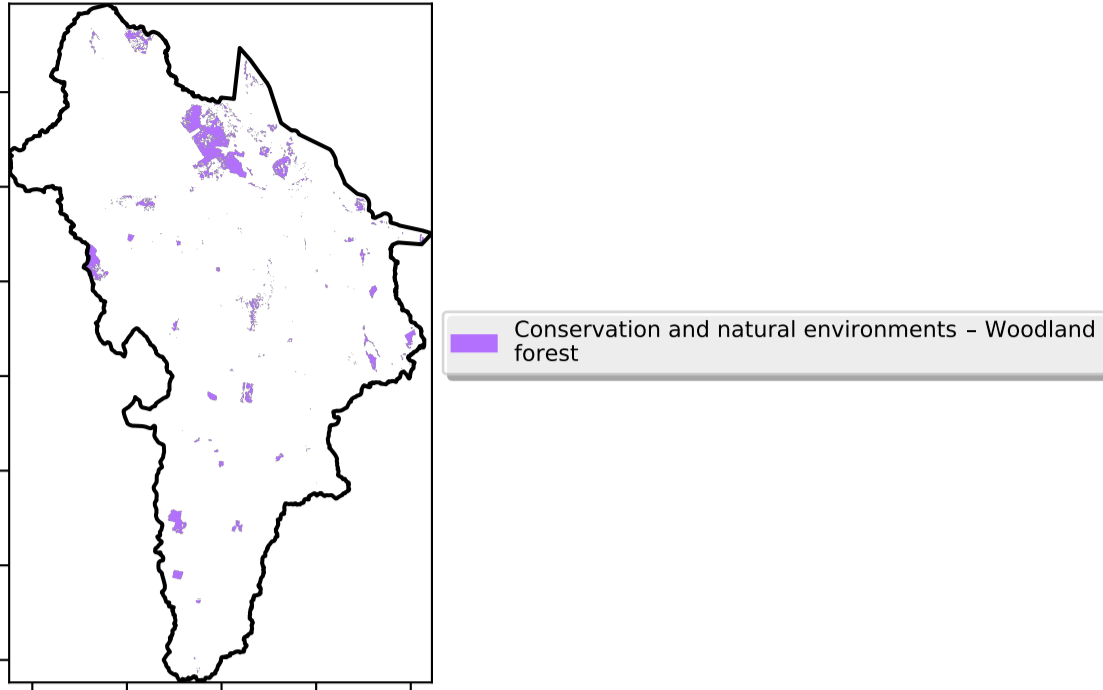 Conservation and natural environments – Woodland
forest